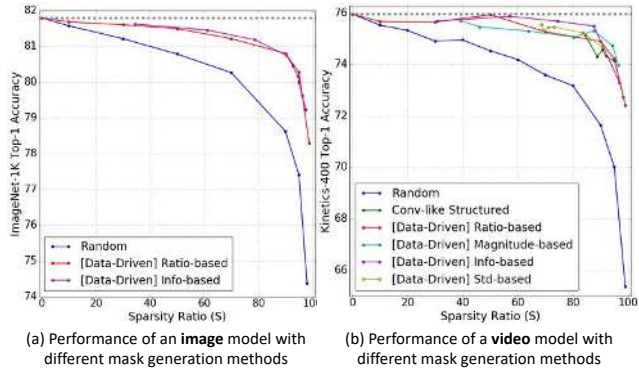 82
81
80
79
78
77
76
75
74
0
20
40
60
80
100
ImageNet-1K Top-1 Accuracy
Sparsity Ratio (S)
Random
[Data-Driven] Ratio-based
[Data-Driven] Info-based
(a) Performance of an image model with
different mask generation methods
76
74
72
70
68
66
0
20
40
60
80
100
Kinetics-400 Top-1 Accuracy
Sparsity Ratio (S)
Random
Conv-like Structured
[Data-Driven] Ratio-based
[Data-Driven] Magnitude-based
[Data-Driven] Info-based
[Data-Driven] Std-based
(b) Performance of a video model with
different mask generation methods